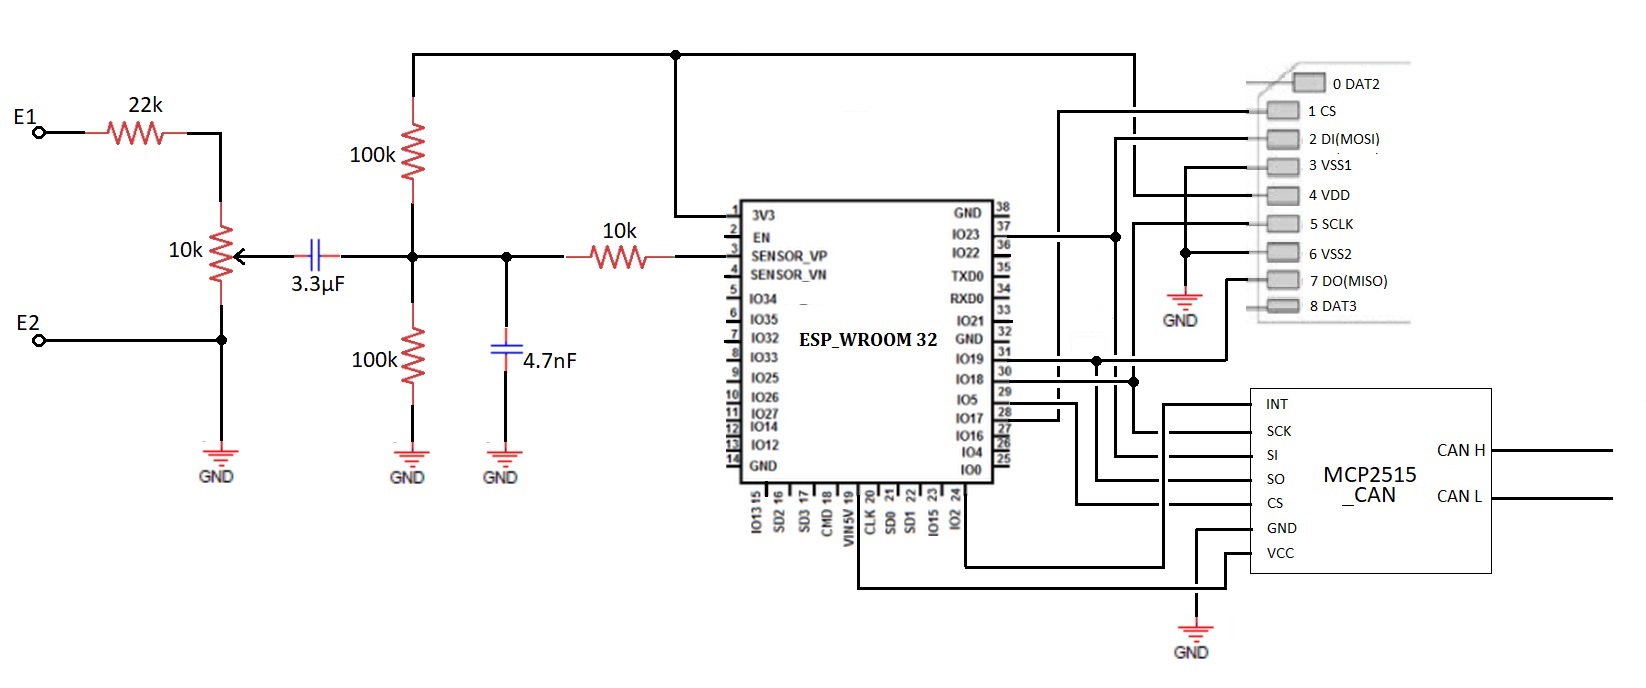 E1
22k
10k
E2
GND
3.3µF
100k
100k
GND
4.7nF
GND
10k
1 3V3
2 EN
3 SENSOR_VP
4 SENSOR_VN
5 IO34
6 IO35
7 IO32
8 IO33
9 IO25
10 IO26
11 IO27
12 IO14
13 IO12
14 GND
ESP_WROOM 32
GND 38
IO23 37
IO22 36
TXD0 35
RXD0 34
IO21 33
GND 32
IO19 31
IO18 30
IO5 29
IO17 28
IO16 27
IO4 26
IO0 25
IO13 15
SD2 16
SD3 17
CMD 18
VIN5V 19
CLK 20
SD0 21
SD1 22
IO15 23
IO2 24
0 DAT2
1 CS
2 DI(MOSI)
3 VSS1
4 VDD
5 SCLK
6 VSS2
7 DO(MISO)
8 DAT3
GND
INT
SCK
SI
SO
CS
GND
VCC
MCP2515
_CAN
CAN H
CAN L
GND